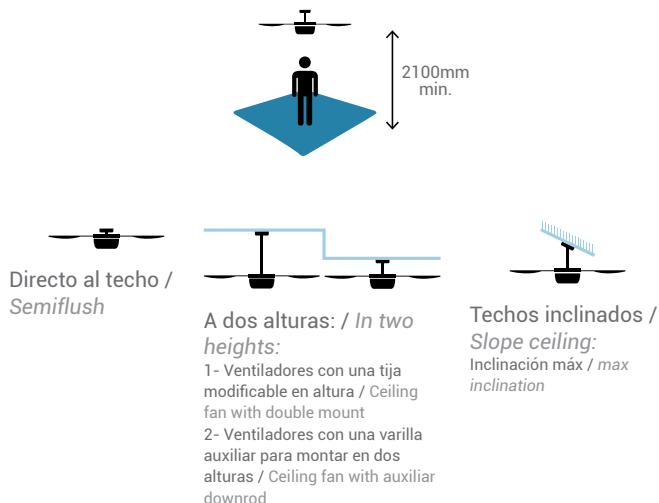 2100mm
min.
Directo al techo /
Semiflush
A dos alturas: / In two
heights:
1- Ventiladores con una tija
modificable en altura / Ceiling
fan with double mount
2- Ventiladores con una varilla
auxiliar para montar en dos
alturas / Ceiling fan with auxiliar
downrod
Techos inclinados /
Slope ceiling:
Inclinación máx / max
inclination